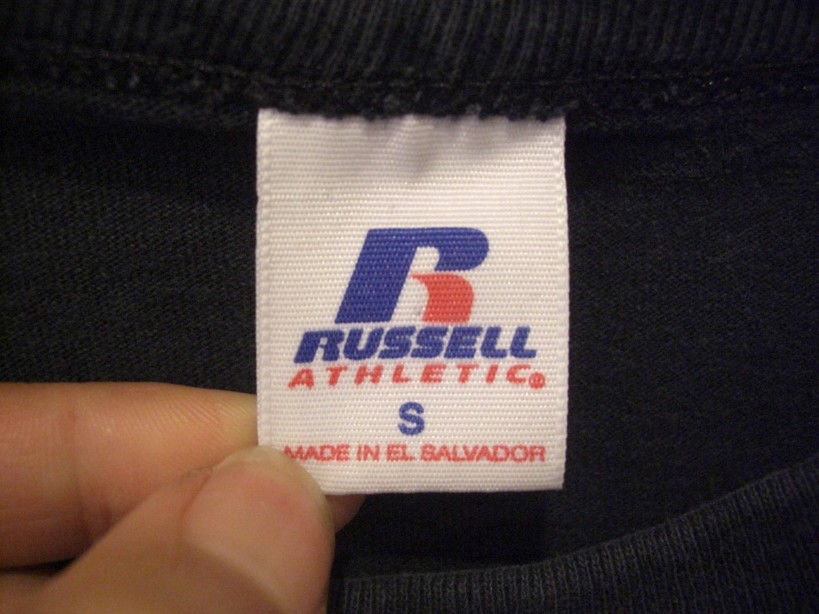 R
RUSSELL
ATHLETIC®
S
MADE IN EL SALVADOR